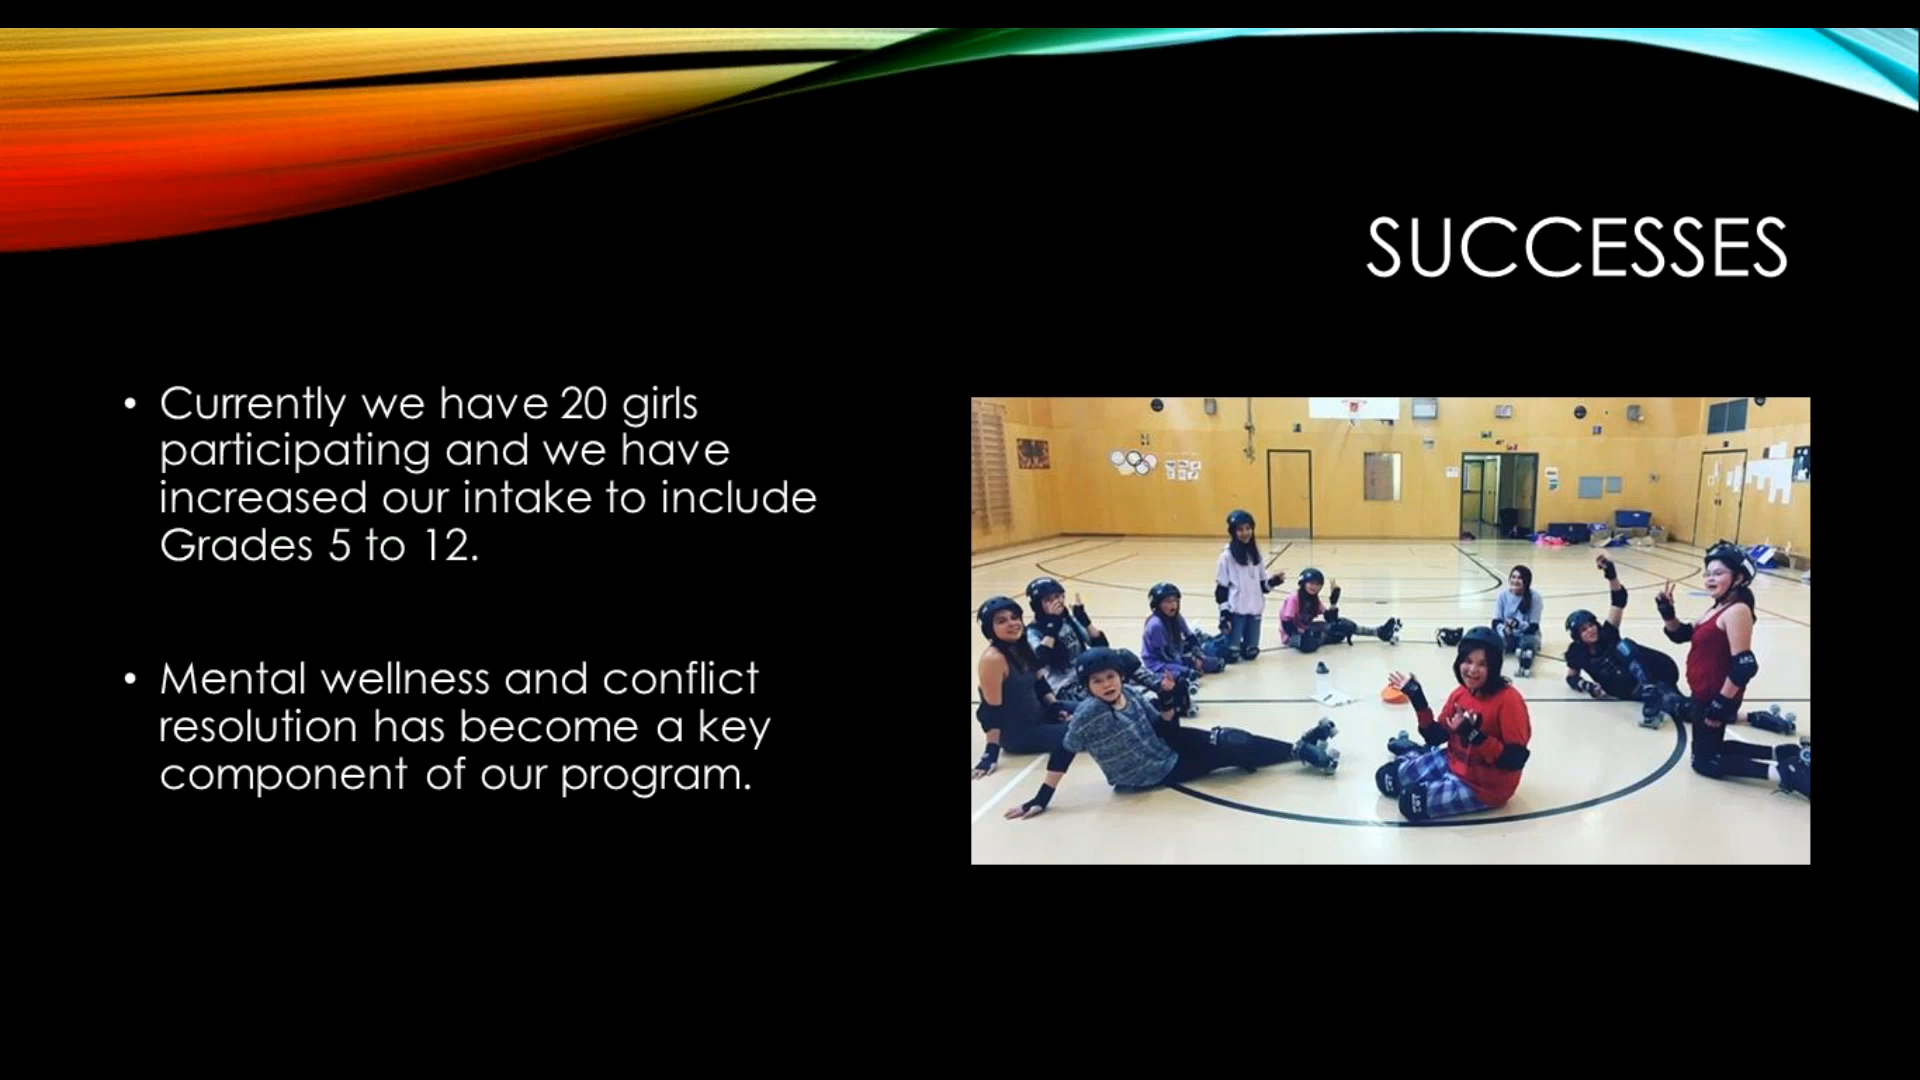 SUCCESSES
• Currently we have 20 girls
participating and we have
increased our intake to include
Grades 5 to 12.
• Mental wellness and conflict
resolution has become a key
component of our program.